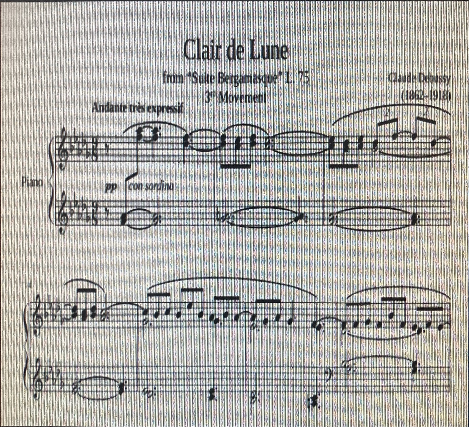 Clair de Lune
from "Suite Bergamasque" L. 75
3rd Movement
Claude Debussy
(1862-1918)
Andante très expressif
Piano
pp con sordina